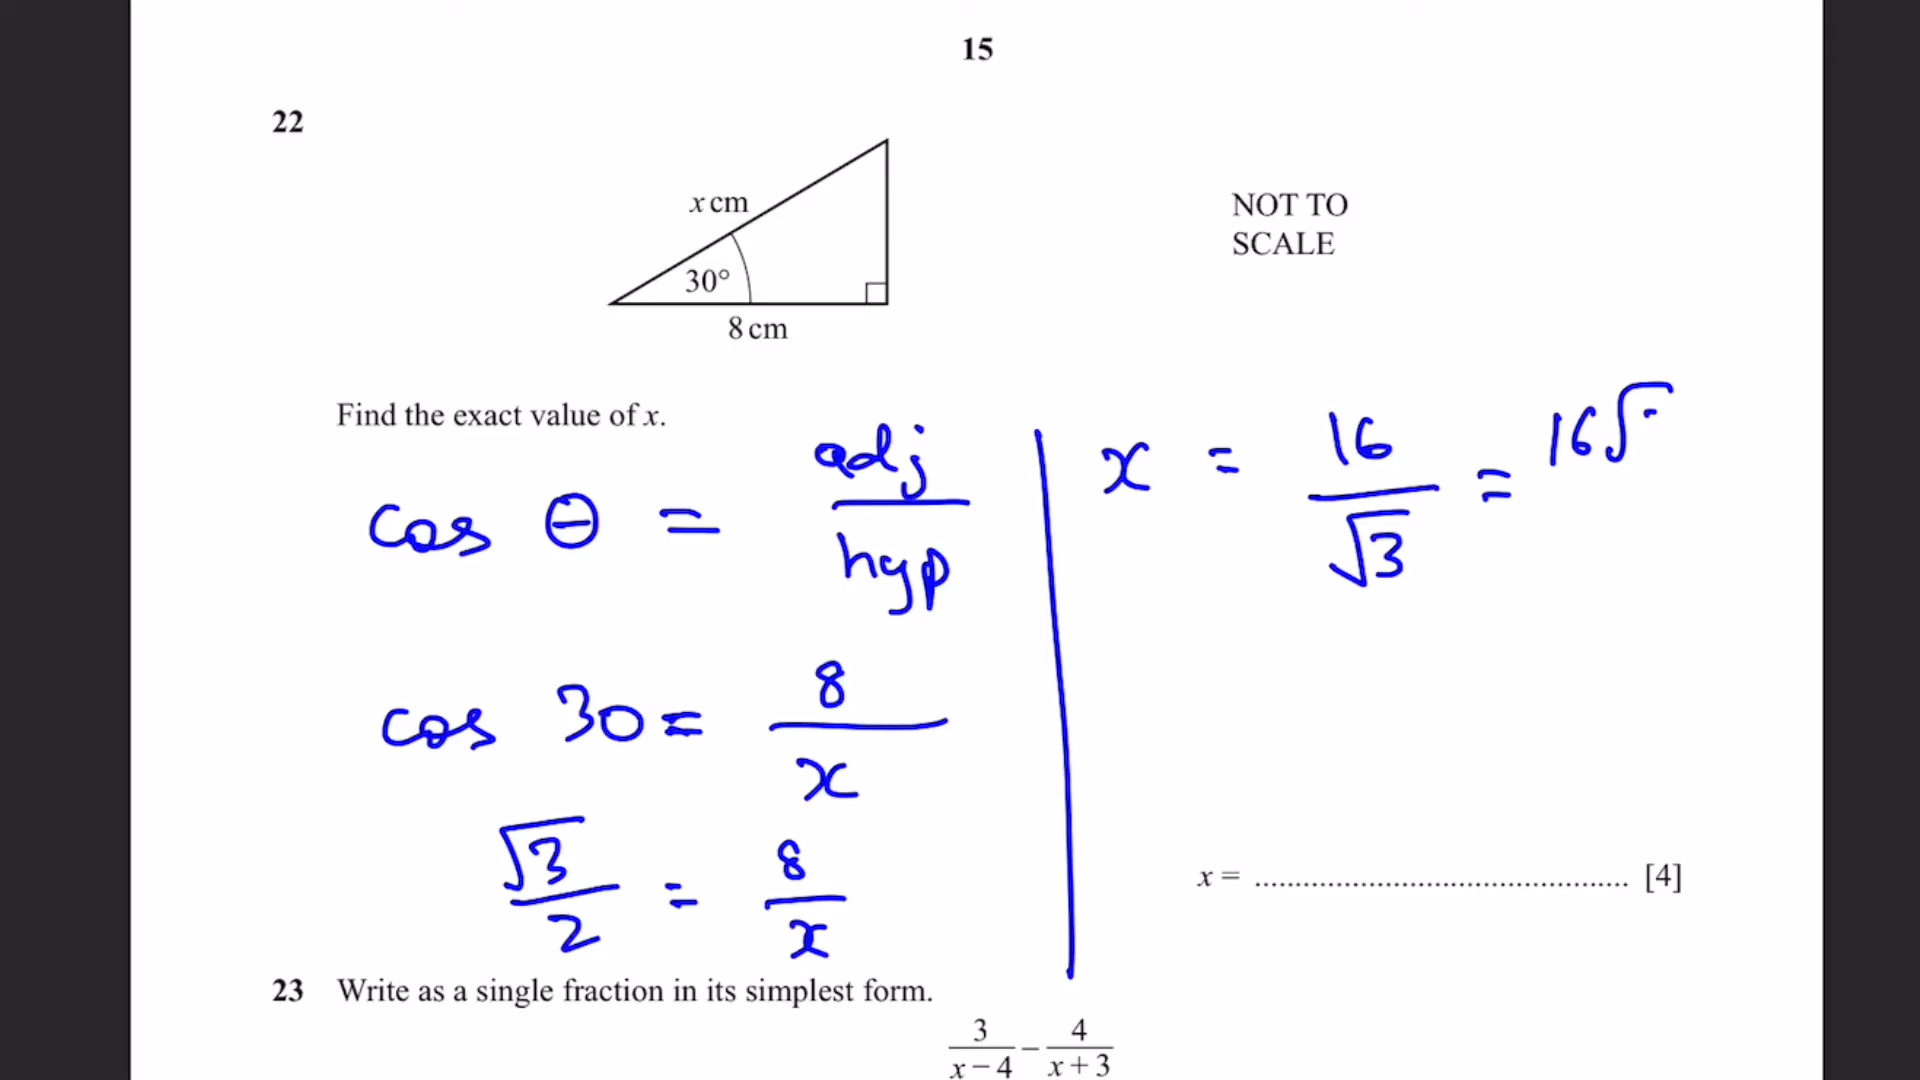 15
22
x cm
30°
8 cm
NOT TO
SCALE
Find the exact value of x.
cos θ = adj/hyp
cos 30 = 8/x
√3/2 = 8/x
x = 16/√3 = 16√
x = ............................................. [4]
23 Write as a single fraction in its simplest form.
3/(x − 4) − 4/(x + 3)